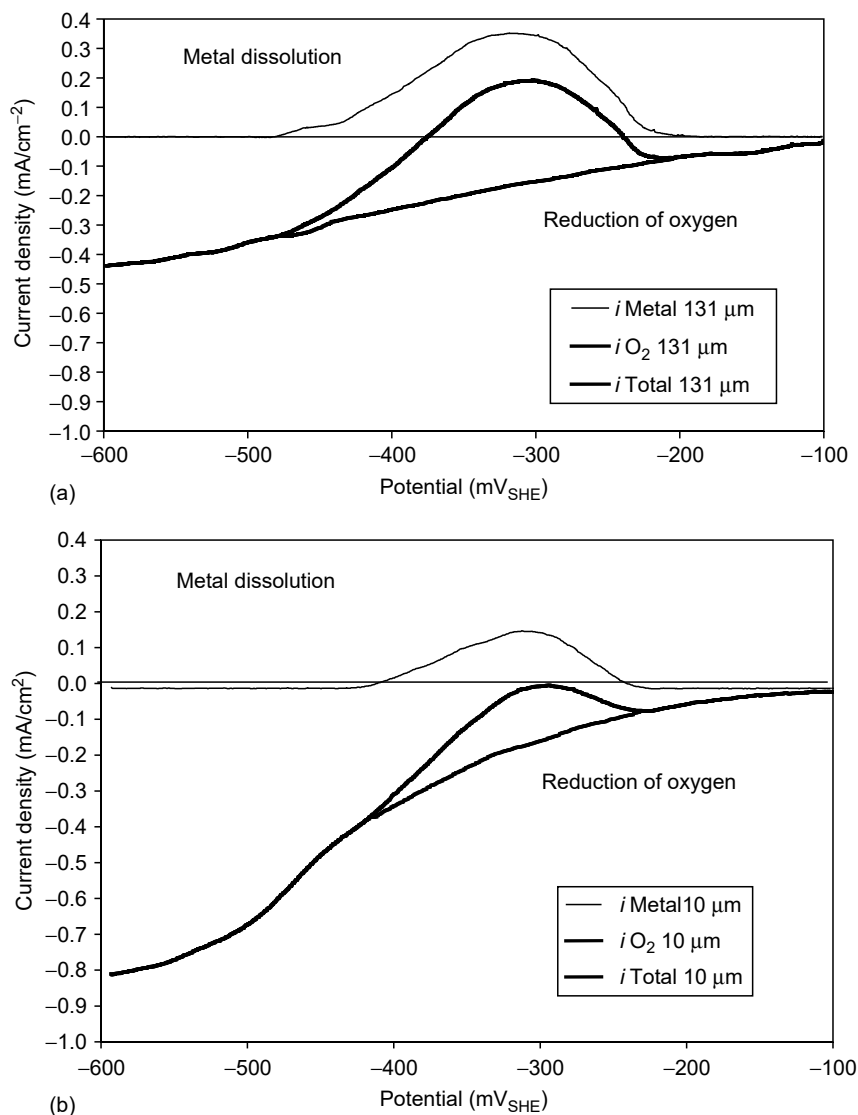 0.4
0.3
0.2
0.1
0.0
−0.1
−0.2
−0.3
−0.4
−0.5
−0.6
−0.7
−0.8
−0.9
−1.0
Current density (mA/cm−2)
Metal dissolution
Reduction of oxygen
i Metal 131 μm
i O2 131 μm
i Total 131 μm
−600 −500 −400 −300 −200 −100
(a) Potential (mVSHE)
0.4
0.3
0.2
0.1
0.0
−0.1
−0.2
−0.3
−0.4
−0.5
−0.6
−0.7
−0.8
−0.9
−1.0
Current density (mA/cm2)
Metal dissolution
Reduction of oxygen
i Metal10 μm
i O2 10 μm
i Total 10 μm
−600 −500 −400 −300 −200 −100
(b) Potential (mVSHE)